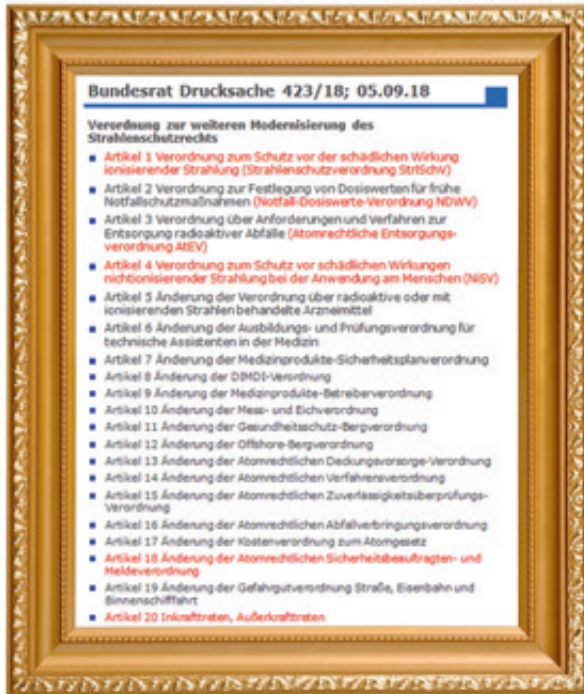 Bundesrat Drucksache 423/18; 05.09.18
Verordnung zur weiteren Modernisierung des
Strahlenschutzrechts
Artikel 1 Verordnung zum Schutz vor der schädlichen Wirkung
ionisierender Strahlung (Strahlenschutzverordnung StrlSchV)
Artikel 2 Verordnung zur Festlegung von Dosiswerten für frühe
Notfallschutzmaßnahmen (Notfall-Dosiswerte-Verordnung NDWV)
Artikel 3 Verordnung über Anforderungen und Verfahren zur
Entsorgung radioaktiver Abfälle (Atomrechtliche Entsorgungs-
verordnung AtEV)
Artikel 4 Verordnung zum Schutz vor schädlichen Wirkungen
nichtionisierender Strahlung bei der Anwendung am Menschen (NiSV)
Artikel 5 Änderung der Verordnung über radioaktive oder mit
ionisierenden Strahlen behandelte Arzneimittel
Artikel 6 Änderung der Ausbildungs- und Prüfungsverordnung für
technische Assistenten in der Medizin
Artikel 7 Änderung der Medizinprodukte-Sicherheitsplanverordnung
Artikel 8 Änderung der DIMDI-Verordnung
Artikel 9 Änderung der Medizinprodukte-Betreiberverordnung
Artikel 10 Änderung der Mess- und Eichverordnung
Artikel 11 Änderung der Gesundheitsschutz-Bergverordnung
Artikel 12 Änderung der Offshore-Bergverordnung
Artikel 13 Änderung der Atomrechtlichen Deckungsvorsorge-Verordnung
Artikel 14 Änderung der Atomrechtlichen Verfahrensverordnung
Artikel 15 Änderung der Atomrechtlichen Zuverlässigkeitsüberprüfungs-
Verordnung
Artikel 16 Änderung der Atomrechtlichen Abfallverbringungsverordnung
Artikel 17 Änderung der Kostenverordnung zum Atomgesetz
Artikel 18 Änderung der Atomrechtlichen Sicherheitsbeauftragten- und
Meldeverordnung
Artikel 19 Änderung der Gefahrgutverordnung Straße, Eisenbahn und
Binnenschifffahrt
Artikel 20 Inkrafttreten, Außerkrafttreten